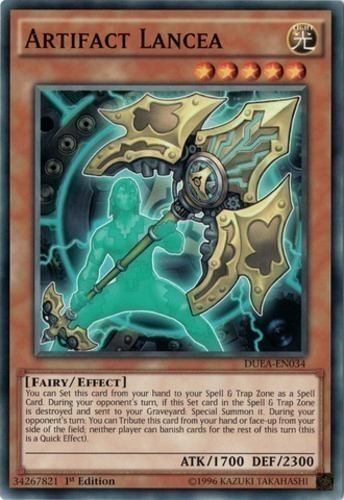 ARTIFACT LANCEA
LIGHT
光
DUEA-EN034
[FAIRY/EFFECT]
You can Set this card from your hand to your Spell & Trap Zone as a Spell
Card. During your opponent's turn, if this Set card in the Spell & Trap Zone
is destroyed and sent to your Graveyard: Special Summon it. During your
opponent's turn: You can Tribute this card from your hand or face-up from your
side of the field; neither player can banish cards for the rest of this turn (this
is a Quick Effect).
ATK/1700 DEF/2300
34267821 1st Edition ©1996 KAZUKI TAKAHASHI